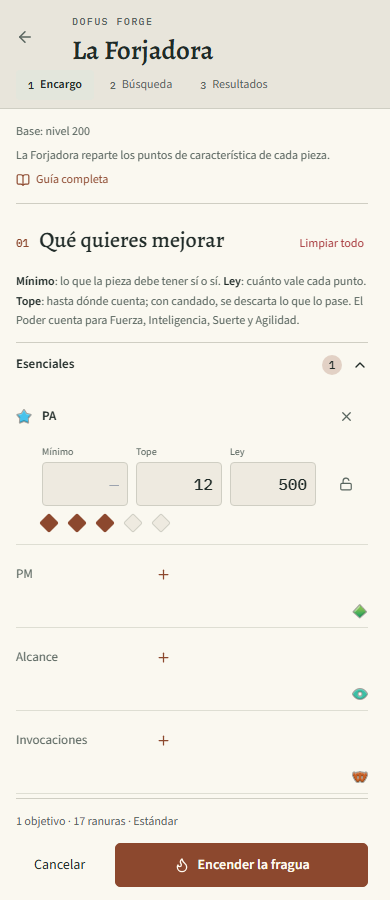 DOFUS FORGE
La Forjadora
1 Encargo 2 Búsqueda 3 Resultados
Base: nivel 200
La Forjadora reparte los puntos de característica de cada pieza.
Guía completa
01 Qué quieres mejorar Limpiar todo
Mínimo: lo que la pieza debe tener sí o sí. Ley: cuánto vale cada punto.
Tope: hasta dónde cuenta; con candado, se descarta lo que lo pase. El
Poder cuenta para Fuerza, Inteligencia, Suerte y Agilidad.
Esenciales 1
PA
Mínimo Tope Ley
— 12 500
PM
Alcance
Invocaciones
1 objetivo · 17 ranuras · Estándar
Cancelar Encender la fragua